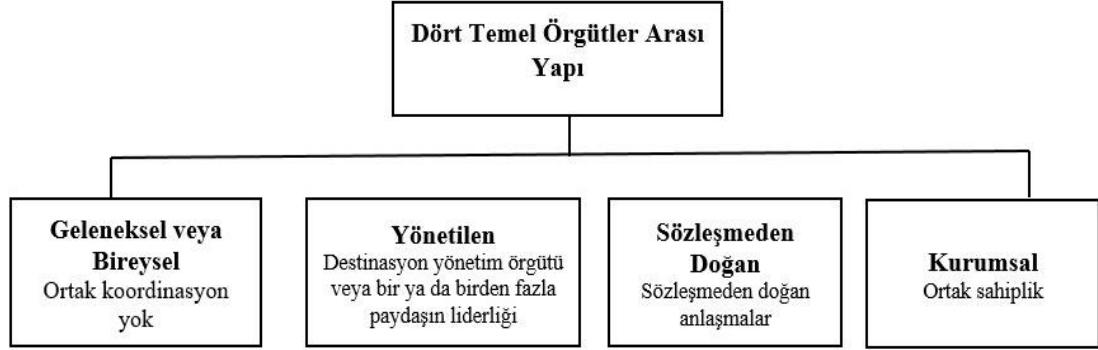 Dört Temel Örgütler Arası
Yapı
Geleneksel veya
Bireysel
Ortak koordinasyon
yok
Yönetilen
Destinasyon yönetim örgütü
veya bir ya da birden fazla
paydaşın liderliği
Sözleşmeden
Doğan
Sözleşmeden doğan
anlaşmalar
Kurumsal
Ortak sahiplik